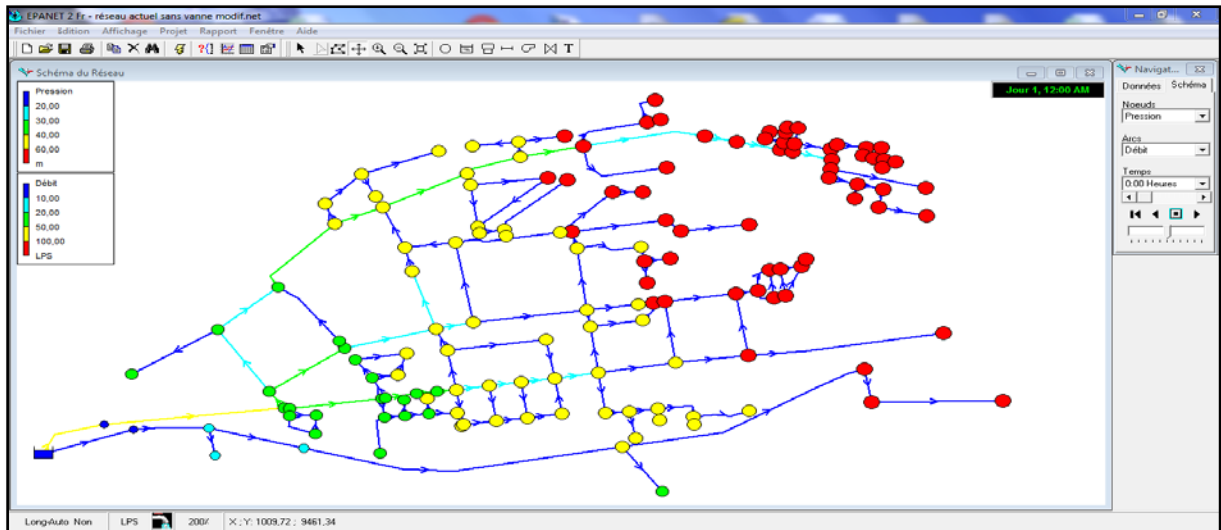 EPANET 2 Fr - réseau actuel sans vanne modif.net
Fichier Edition Affichage Projet Rapport Fenêtre Aide
T
Schéma du Réseau
Jour 1, 12:00 AM
Pression
20,00
30,00
40,00
60,00
m
Débit
10,00
20,00
50,00
100,00
LPS
Navigat...
Données Schéma
Noeuds
Pression
Arcs
Débit
Temps
0:00 Heures
Long-Auto Non LPS 200% X ; Y: 1009,72 ; 9461,34